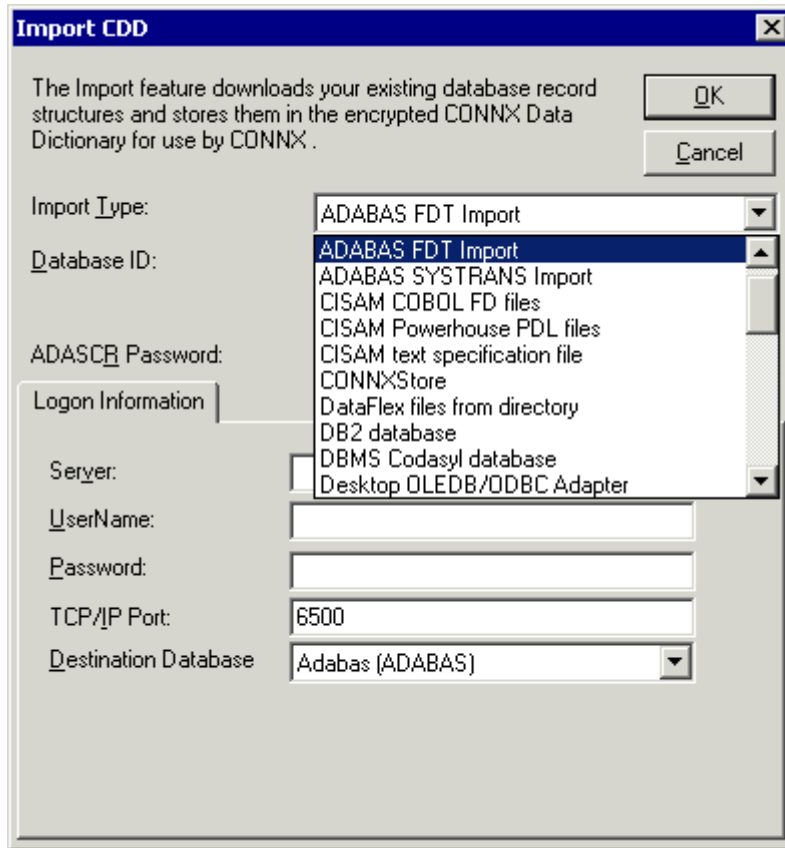 Import CDD
The Import feature downloads your existing database record
structures and stores them in the encrypted CONNX Data
Dictionary for use by CONNX .
OK
Cancel
Import Type:
ADABAS FDT Import
Database ID:
ADABAS FDT Import
ADABAS SYSTRANS Import
CISAM COBOL FD files
CISAM Powerhouse PDL files
CISAM text specification file
CONNXStore
DataFlex files from directory
DB2 database
DBMS Codasyl database
Desktop OLEDB/ODBC Adapter
ADASCR Password:
Logon Information
Server:
UserName:
Password:
TCP/IP Port:
6500
Destination Database
Adabas (ADABAS)